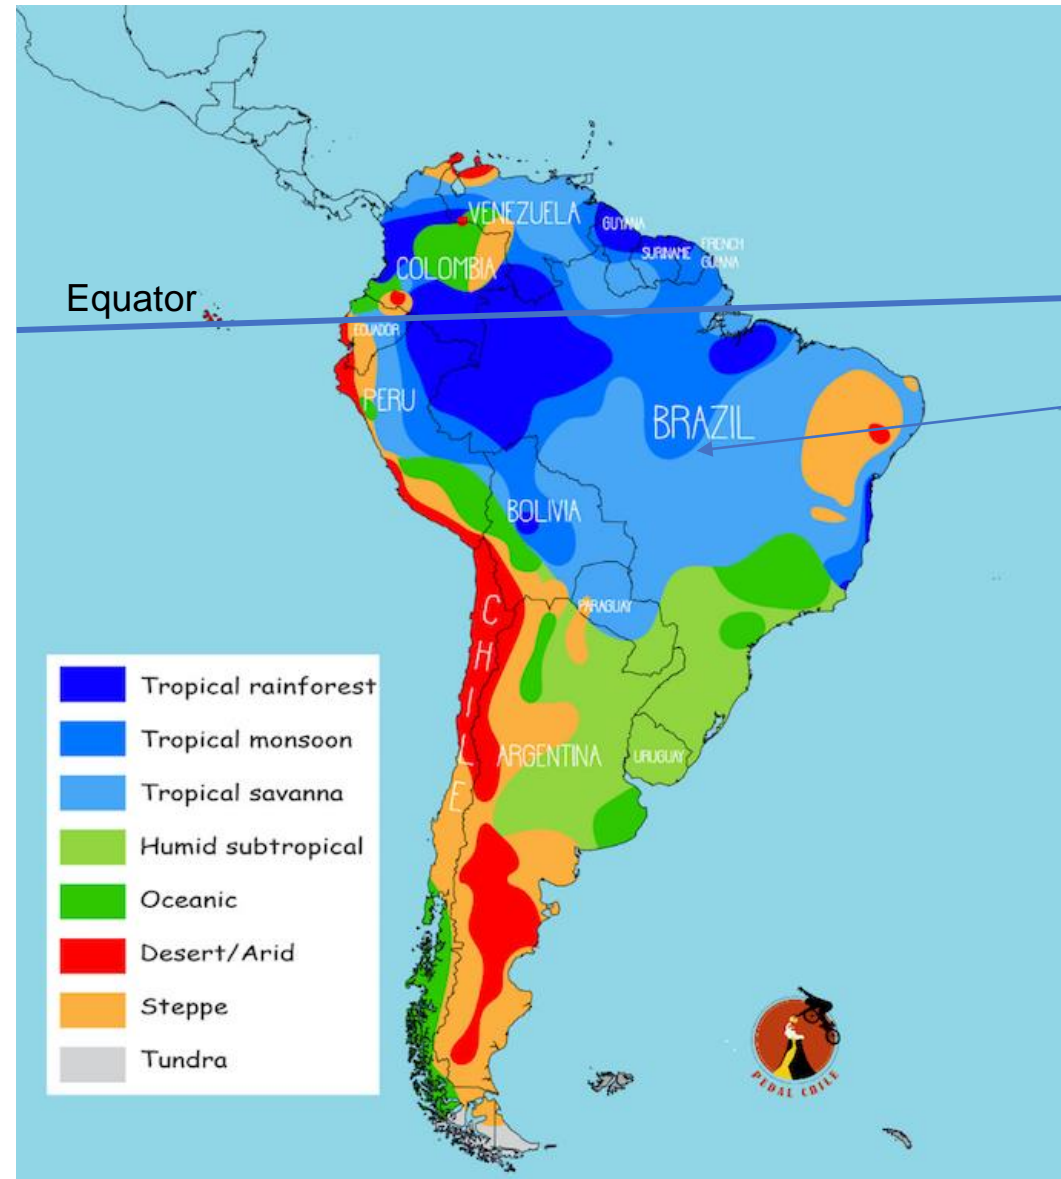 VENEZUELA
GUYANA
SURINAME
FRENCH
GUIANA
COLOMBIA
Equator
ECUADOR
PERU
BRAZIL
BOLIVIA
PARAGUAY
CHILE
ARGENTINA
URUGUAY
Tropical rainforest
Tropical monsoon
Tropical savanna
Humid subtropical
Oceanic
Desert/Arid
Steppe
Tundra
PEDAL CHILE